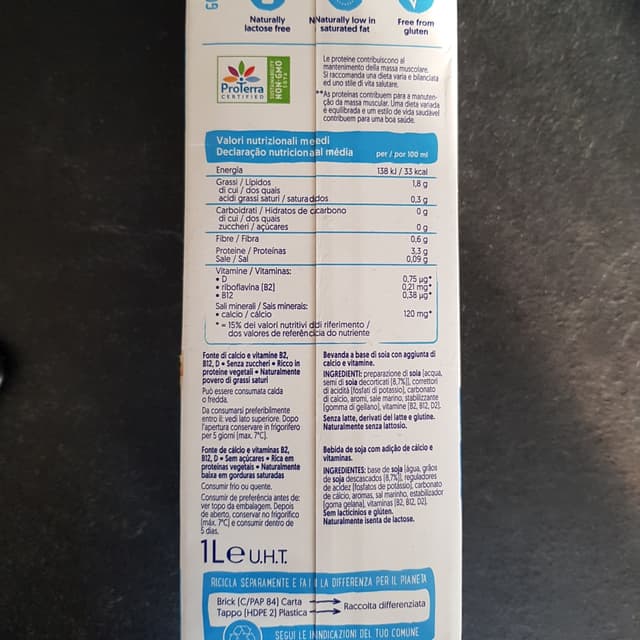 Naturally
lactose free
Naturally low in
saturated fat
Free from
gluten
ProTerra
CERTIFIED
SUSTAINABILITY
NON-GMO
SOYA
Le proteine contribuiscono al
mantenimento della massa muscolare.
Si raccomanda una dieta varia e bilanciata
ed uno stile di vita salutare.
**As proteínas contribuem para a manuten-
ção da massa muscular. Uma dieta variada
e equilibrada e um estilo de vida saudável
contribuem para uma boa saúde.
Valori nutrizionali medi
Declaração nutricional média
per / por 100 ml
Energia 138 kJ / 33 kcal
Grassi / Lípidos 1,8 g
di cui / dos quais
acidi grassi saturi / saturados 0,3 g
Carboidrati / Hidratos de carbono 0 g
di cui / dos quais
zuccheri / açúcares 0 g
Fibre / Fibra 0,6 g
Proteine / Proteínas 3,3 g
Sale / Sal 0,09 g
Vitamine / Vitaminas:
• D 0,75 µg*
• riboflavina [B2] 0,21 mg*
• B12 0,38 µg*
Sali minerali / Sais minerais:
• calcio / cálcio 120 mg*
* = 15% dei valori nutritivi di riferimento /
dos valores de referência do nutriente
Fonte di calcio e vitamine B2,
B12, D • Senza zuccheri • Ricco in
proteine vegetali • Naturalmente
povero di grassi saturi
Può essere consumata calda
o fredda.
Da consumarsi preferibilmente
entro il: vedi lato superiore. Dopo
l'apertura conservare in frigorifero
per 5 giorni [max. 7°C].
Fonte de cálcio e vitaminas B2,
B12, D • Sem açúcares • Rica em
proteínas vegetais • Naturalmente
baixa em gorduras saturadas
Consumir frio ou quente.
Consumir de preferência antes de:
ver topo da embalagem. Depois
de aberto, conservar no frigorífico
[máx. 7°C] e consumir dentro de
5 dias.
Bevanda a base di soia con aggiunta di
calcio e vitamine.
INGREDIENTI: preparazione di soia [acqua,
semi di soia decorticati [8,7%]], correttori
di acidità [fosfati di potassio], carbonato
di calcio, aromi, sale marino, stabilizzante
[gomma di gellano], vitamine [B2, B12, D2].
Senza latte, derivati del latte e glutine.
Naturalmente senza lattosio.
Bebida de soja com adição de cálcio e
vitaminas.
INGREDIENTES: base de soja [água, grãos
de soja descascados [8,7%]], reguladores
de acidez [fosfatos de potássio], carbonato
de cálcio, aromas, sal marinho, estabilizador
[goma gelana], vitaminas [B2, B12, D2].
Sem lacticínios e glúten.
Naturalmente isenta de lactose.
1L e U.H.T.
RICICLA SEPARAMENTE E FAI LA DIFFERENZA PER IL PIANETA
Brick [C/PAP 84] Carta
Tappo [HDPE 2] Plastica
Raccolta differenziata
SEGUI LE INDICAZIONI DEL TUO COMUNE